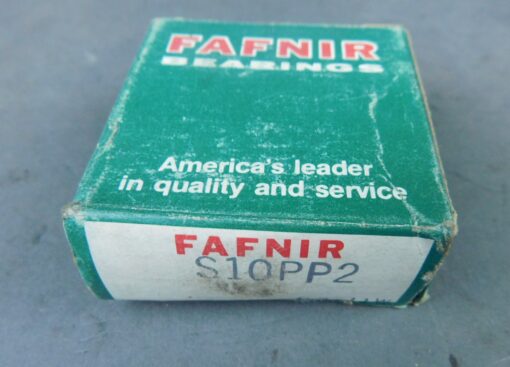 FAFNIR
BEARINGS
America's leader
in quality and service
FAFNIR
S10PP2